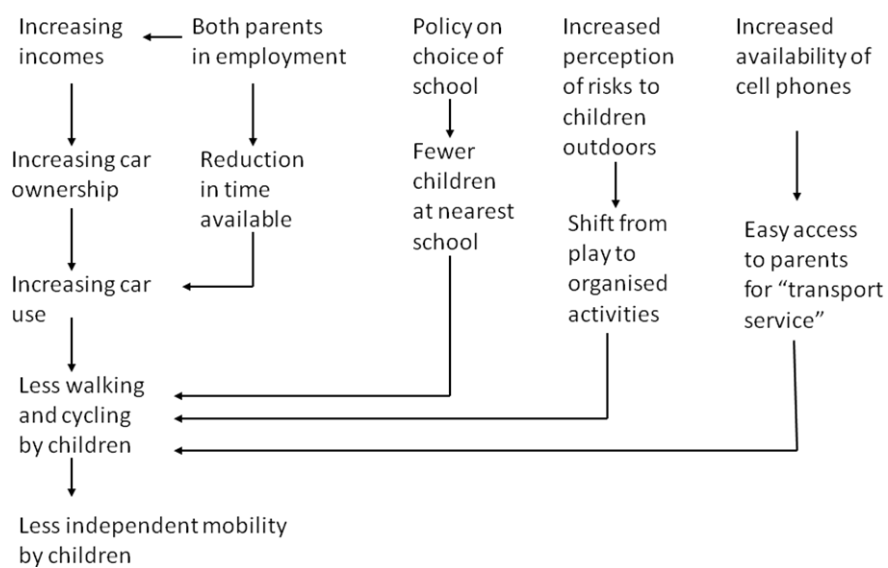 Increasing
incomes
Both parents
in employment
Policy on
choice of
school
Increased
perception
of risks to
children
outdoors
Increased
availability of
cell phones
Increasing car
ownership
Reduction
in time
available
Fewer
children
at nearest
school
Shift from
play to
organised
activities
Easy access
to parents
for “transport
service”
Increasing car
use
Less walking
and cycling
by children
Less independent mobility
by children